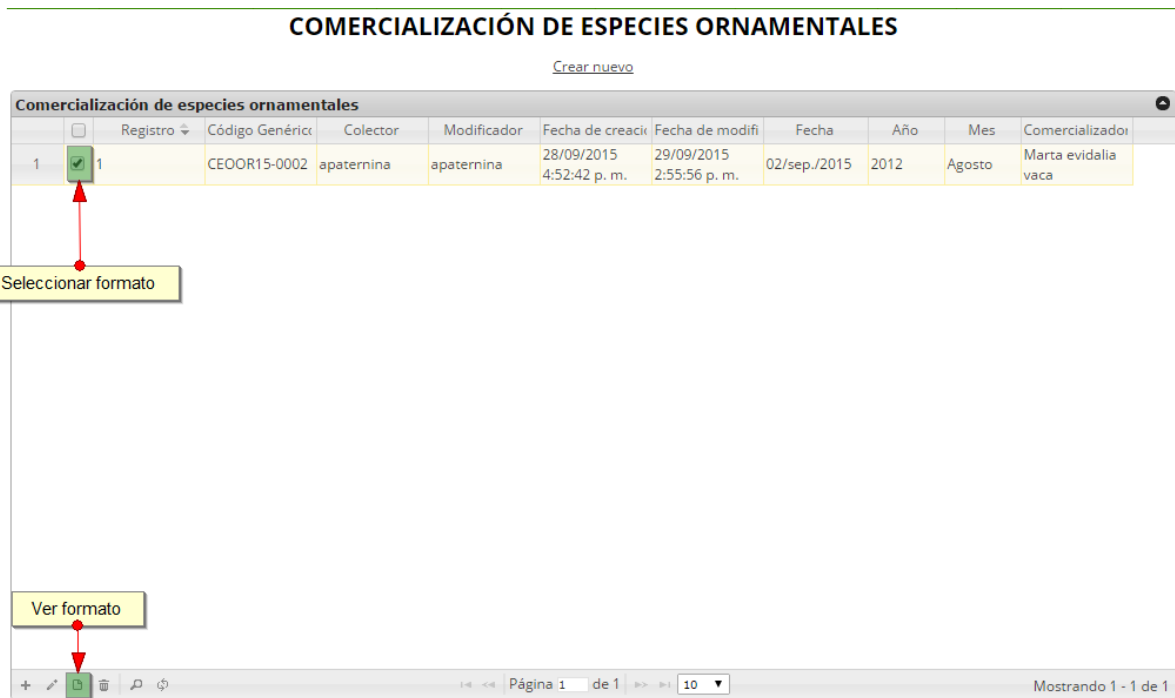 COMERCIALIZACIÓN DE ESPECIES ORNAMENTALES
Crear nuevo
Comercialización de especies ornamentales
Registro Código Genérico Colector Modificador Fecha de creació Fecha de modifi Fecha Año Mes Comercializador
1 1 CEOOR15-0002 apaternina apaternina 28/09/2015 4:52:42 p. m. 29/09/2015 2:55:56 p. m. 02/sep./2015 2012 Agosto Marta evidalia vaca
Seleccionar formato
Ver formato
Página 1 de 1 10 Mostrando 1 - 1 de 1